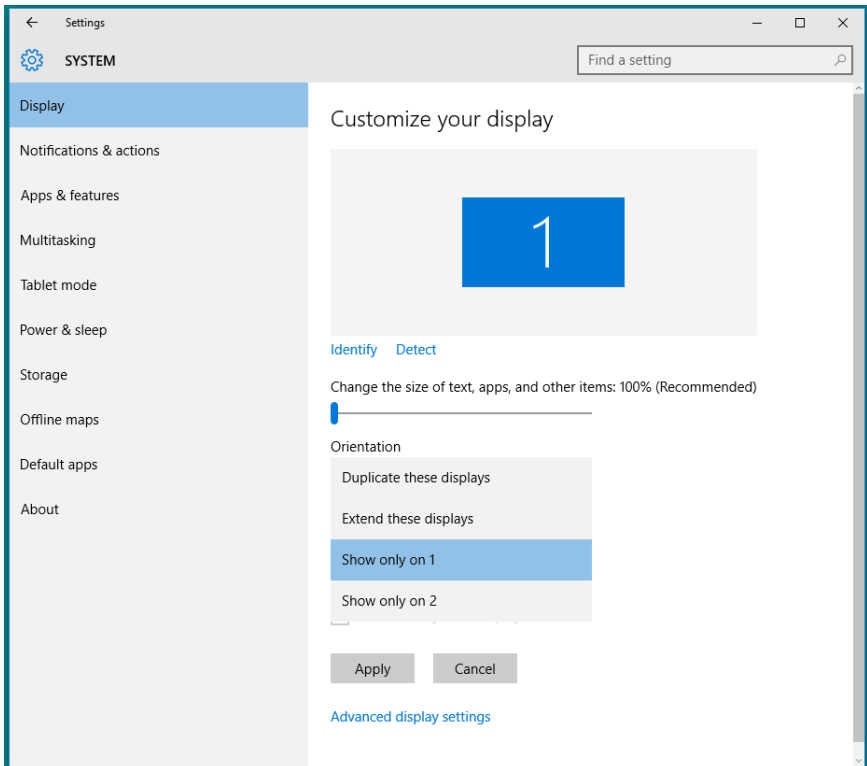 Settings
SYSTEM
Find a setting
Display
Notifications & actions
Apps & features
Multitasking
Tablet mode
Power & sleep
Storage
Offline maps
Default apps
About
Customize your display
1
Identify Detect
Change the size of text, apps, and other items: 100% (Recommended)
Orientation
Duplicate these displays
Extend these displays
Show only on 1
Show only on 2
Apply Cancel
Advanced display settings